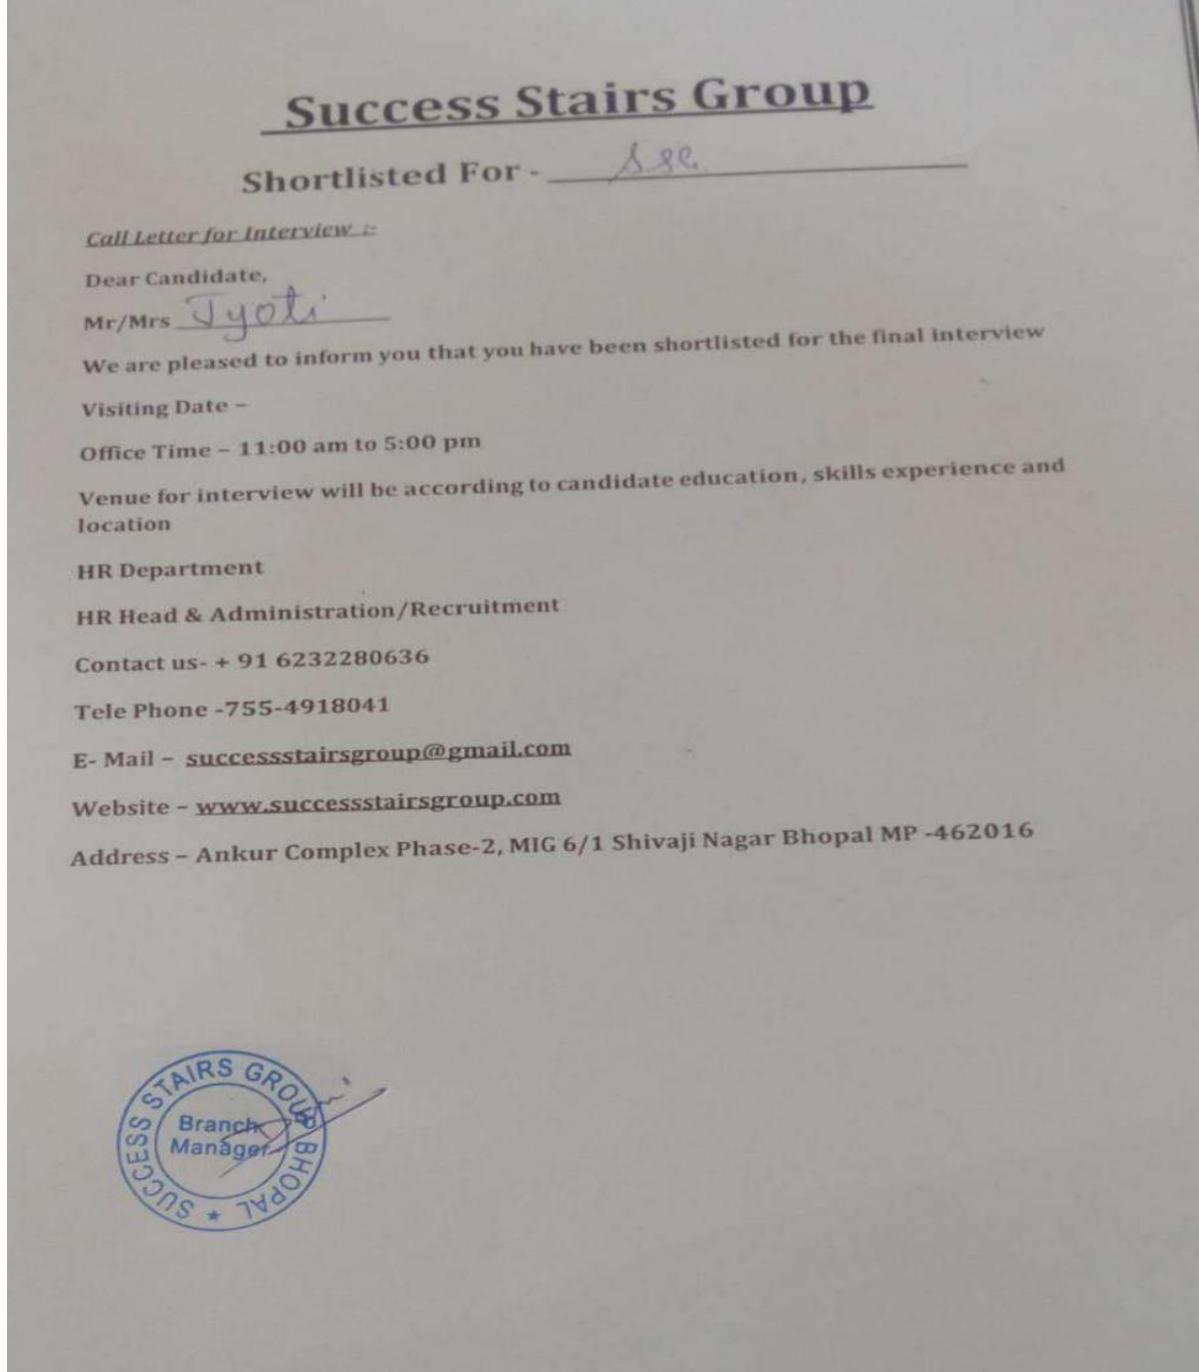 Success Stairs Group
Shortlisted For -
Call Letter for Interview :-
Dear Candidate,
Mr/Mrs Jyoti
We are pleased to inform you that you have been shortlisted for the final interview
Visiting Date –
Office Time – 11:00 am to 5:00 pm
Venue for interview will be according to candidate education, skills experience and
location
HR Department
HR Head & Administration/Recruitment
Contact us- + 91 6232280636
Tele Phone -755-4918041
E- Mail – successstairsgroup@gmail.com
Website – www.successstairsgroup.com
Address – Ankur Complex Phase-2, MIG 6/1 Shivaji Nagar Bhopal MP -462016
SUCCESS STAIRS GROUP BHOPAL
Branch
Manager